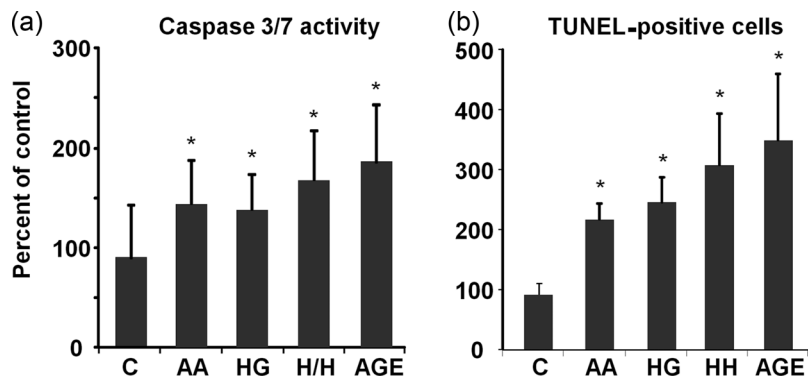 (a) Caspase 3/7 activity
Percent of control
300
200
100
0
* * * *
C AA HG H/H AGE
(b) TUNEL-positive cells
500
400
300
200
100
0
* * * *
C AA HG HH AGE